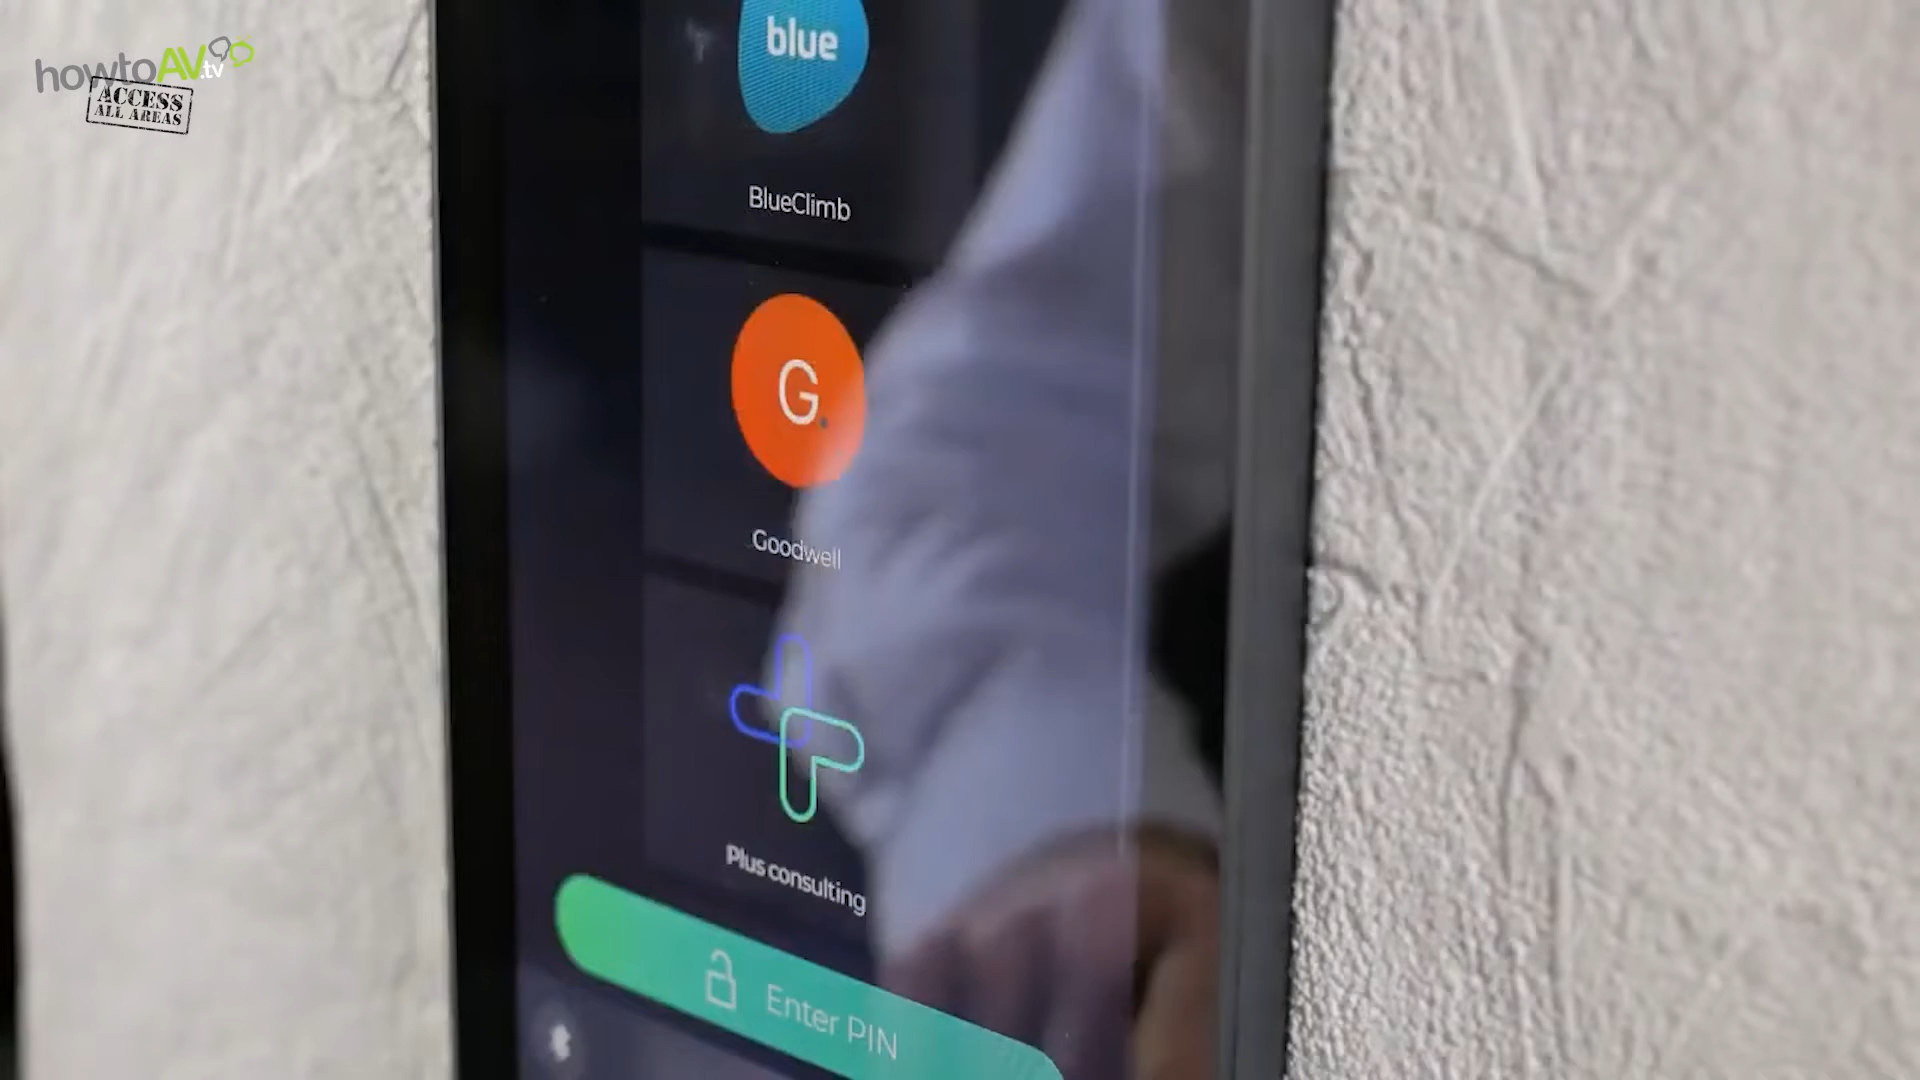 howtoAV.tv
ACCESS
ALL AREAS
blue
BlueClimb
G.
Goodwell
Plus consulting
Enter PIN